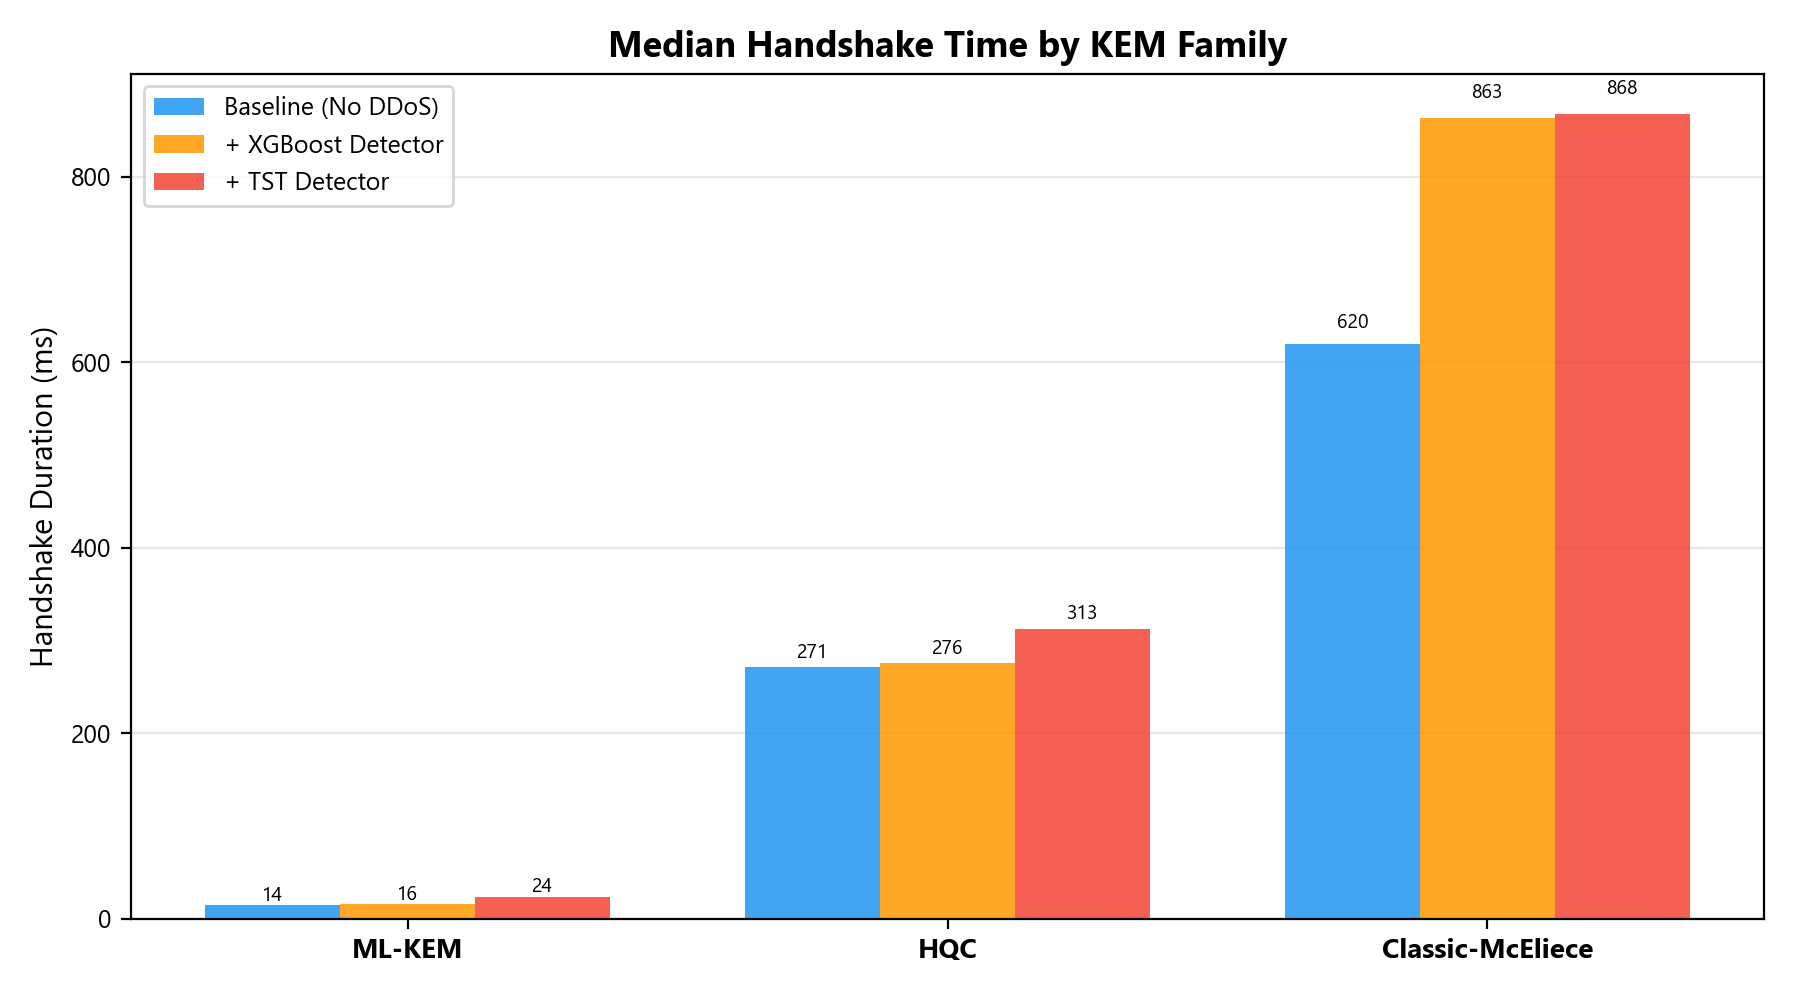 Median Handshake Time by KEM Family
Baseline (No DDoS)
+ XGBoost Detector
+ TST Detector
Handshake Duration (ms)
800
600
400
200
0
14
16
24
271
276
313
620
863
868
ML-KEM
HQC
Classic-McEliece